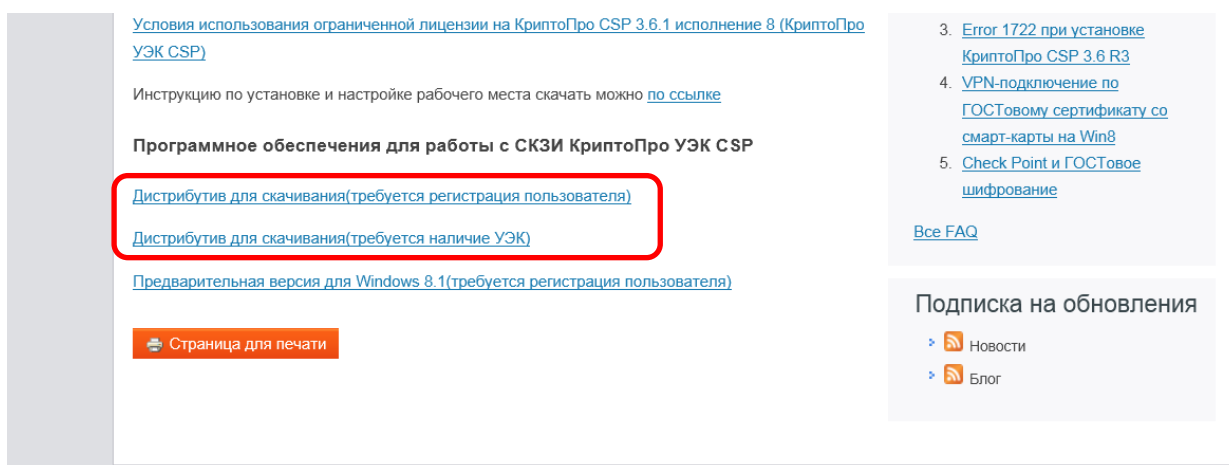 Условия использования ограниченной лицензии на КриптоПро CSP 3.6.1 исполнение 8 (КриптоПро
УЭК CSP)
Инструкцию по установке и настройке рабочего места скачать можно по ссылке
Программное обеспечения для работы с СКЗИ КриптоПро УЭК CSP
Дистрибутив для скачивания(требуется регистрация пользователя)
Дистрибутив для скачивания(требуется наличие УЭК)
Предварительная версия для Windows 8.1(требуется регистрация пользователя)
Страница для печати
3. Error 1722 при установке
КриптоПро CSP 3.6 R3
4. VPN-подключение по
ГОСТовому сертификату со
смарт-карты на Win8
5. Check Point и ГОСТовое
шифрование
Все FAQ
Подписка на обновления
Новости
Блог